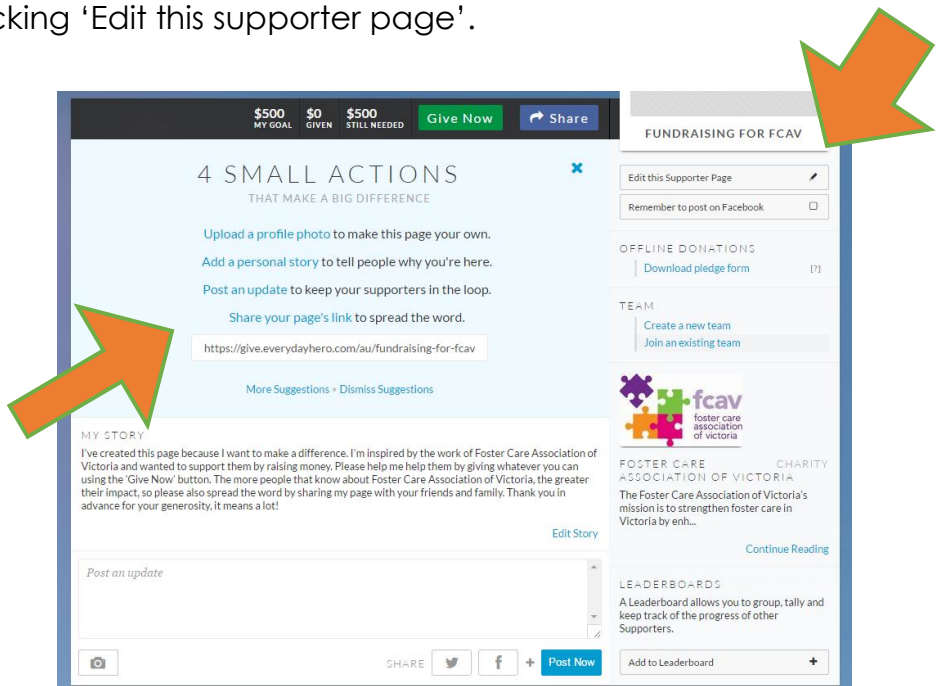 cking ‘Edit this supporter page’.
$500 $0 $500
MY GOAL GIVEN STILL NEEDED
Give Now
Share
4 SMALL ACTIONS
THAT MAKE A BIG DIFFERENCE
Upload a profile photo to make this page your own.
Add a personal story to tell people why you're here.
Post an update to keep your supporters in the loop.
Share your page's link to spread the word.
https://give.everydayhero.com/au/fundraising-for-fcav
More Suggestions • Dismiss Suggestions
MY STORY
I've created this page because I want to make a difference. I'm inspired by the work of Foster Care Association of
Victoria and wanted to support them by raising money. Please help me help them by giving whatever you can
using the 'Give Now' button. The more people that know about Foster Care Association of Victoria, the greater
their impact, so please also spread the word by sharing my page with your friends and family. Thank you in
advance for your generosity, it means a lot!
Edit Story
Post an update
SHARE
+
Post Now
FUNDRAISING FOR FCAV
Edit this Supporter Page
Remember to post on Facebook
OFFLINE DONATIONS
Download pledge form [?]
TEAM
Create a new team
Join an existing team
fcav
foster care
association
of victoria
FOSTER CARE CHARITY
ASSOCIATION OF VICTORIA
The Foster Care Association of Victoria's
mission is to strengthen foster care in
Victoria by enh...
Continue Reading
LEADERBOARDS
A Leaderboard allows you to group, tally and
keep track of the progress of other
Supporters.
Add to Leaderboard +